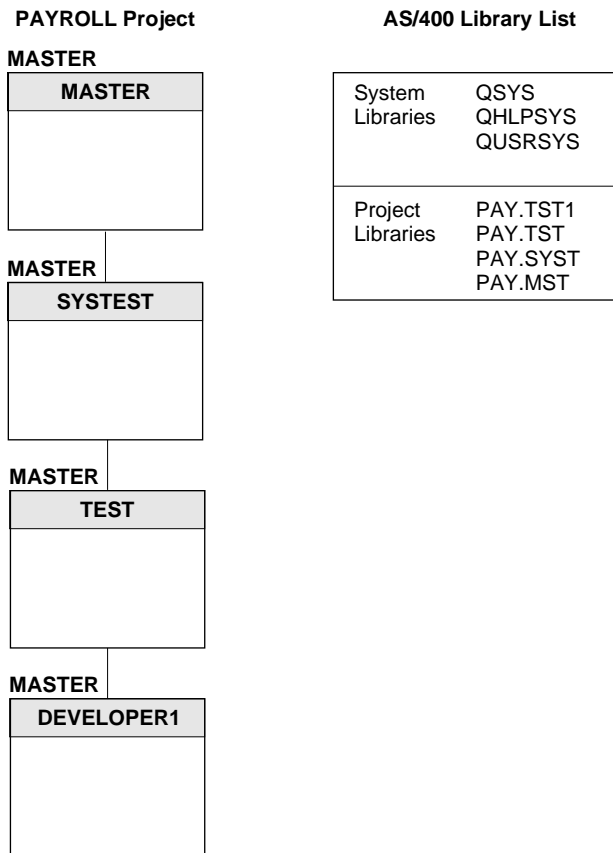 PAYROLL Project
MASTER
MASTER
MASTER
SYSTEST
MASTER
TEST
MASTER
DEVELOPER1
AS/400 Library List
System Libraries
QSYS
QHLPSYS
QUSRSYS
Project Libraries
PAY.TST1
PAY.TST
PAY.SYST
PAY.MST